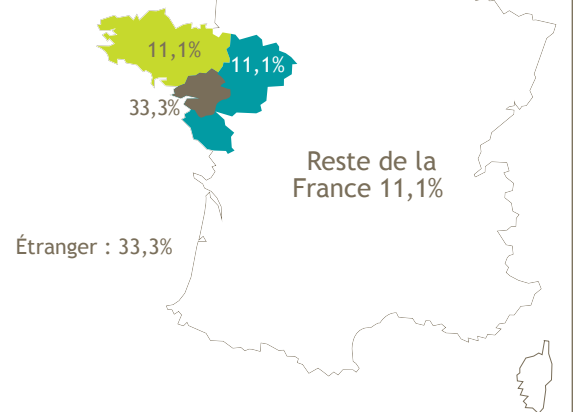 11,1%
11,1%
33,3%
Reste de la
France 11,1%
Étranger : 33,3%